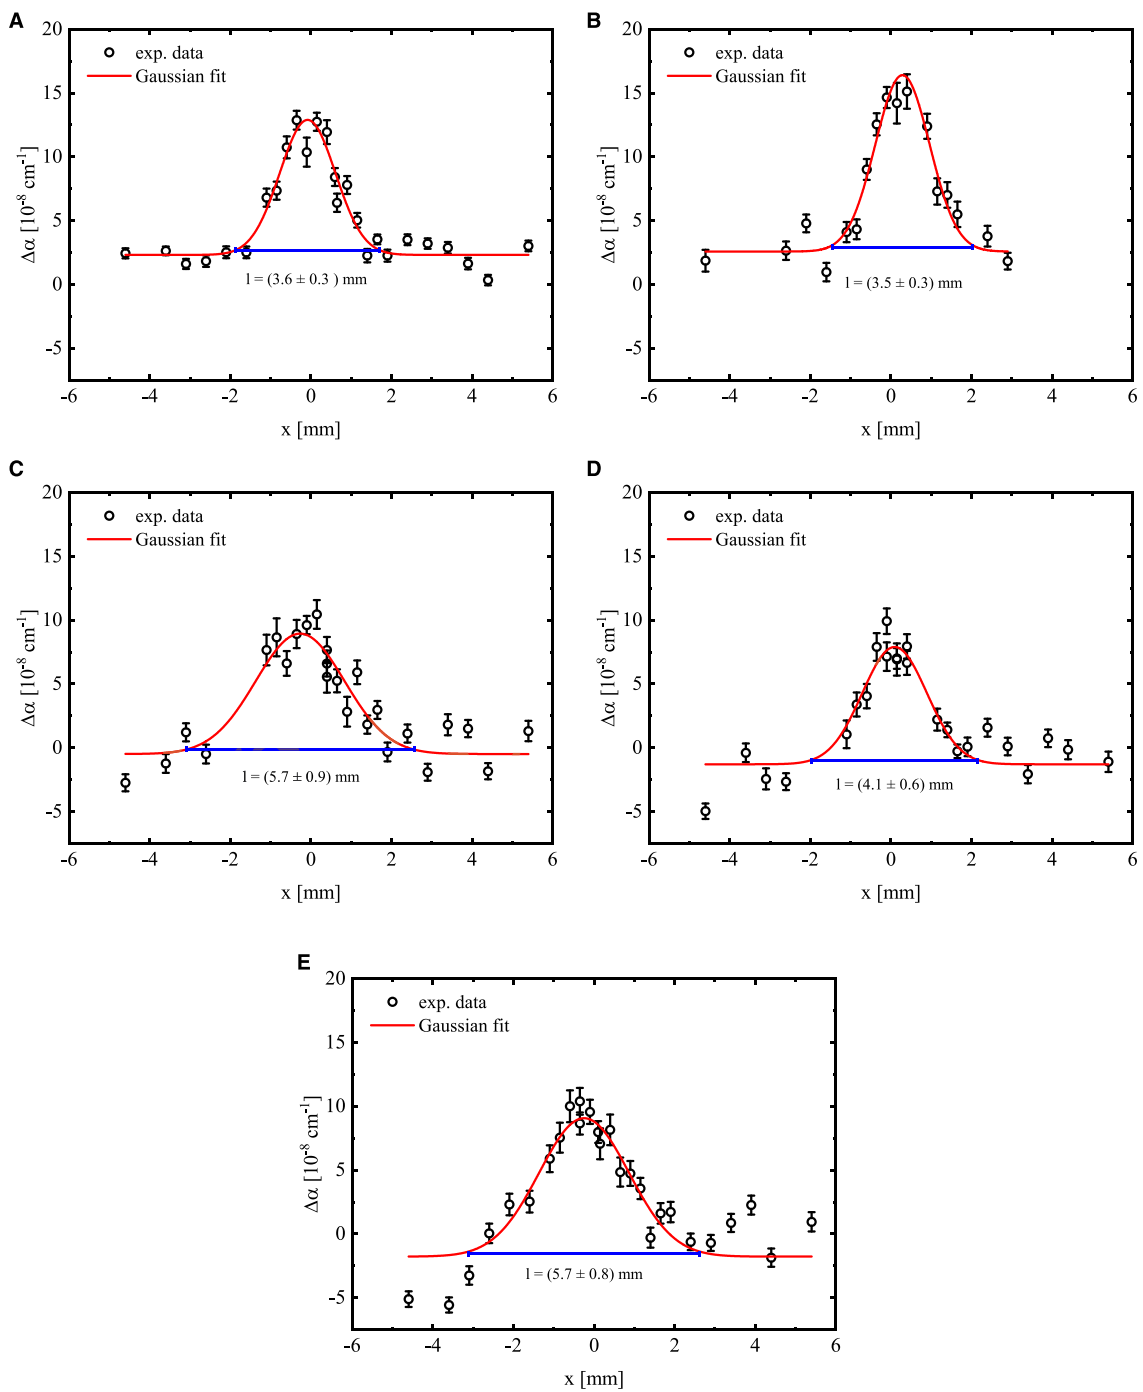 A
exp. data
Gaussian fit
20
15
10
5
0
-5
Δα [10⁻⁸ cm⁻¹]
l = (3.6 ± 0.3 ) mm
-6 -4 -2 0 2 4 6
x [mm]
B
exp. data
Gaussian fit
20
15
10
5
0
-5
Δα [10⁻⁸ cm⁻¹]
l = (3.5 ± 0.3) mm
-6 -4 -2 0 2 4 6
x [mm]
C
exp. data
Gaussian fit
20
15
10
5
0
-5
Δα [10⁻⁸ cm⁻¹]
l = (5.7 ± 0.9) mm
-6 -4 -2 0 2 4 6
x [mm]
D
exp. data
Gaussian fit
20
15
10
5
0
-5
Δα [10⁻⁸ cm⁻¹]
l = (4.1 ± 0.6) mm
-6 -4 -2 0 2 4 6
x [mm]
E
exp. data
Gaussian fit
20
15
10
5
0
-5
Δα [10⁻⁸ cm⁻¹]
l = (5.7 ± 0.8) mm
-6 -4 -2 0 2 4 6
x [mm]